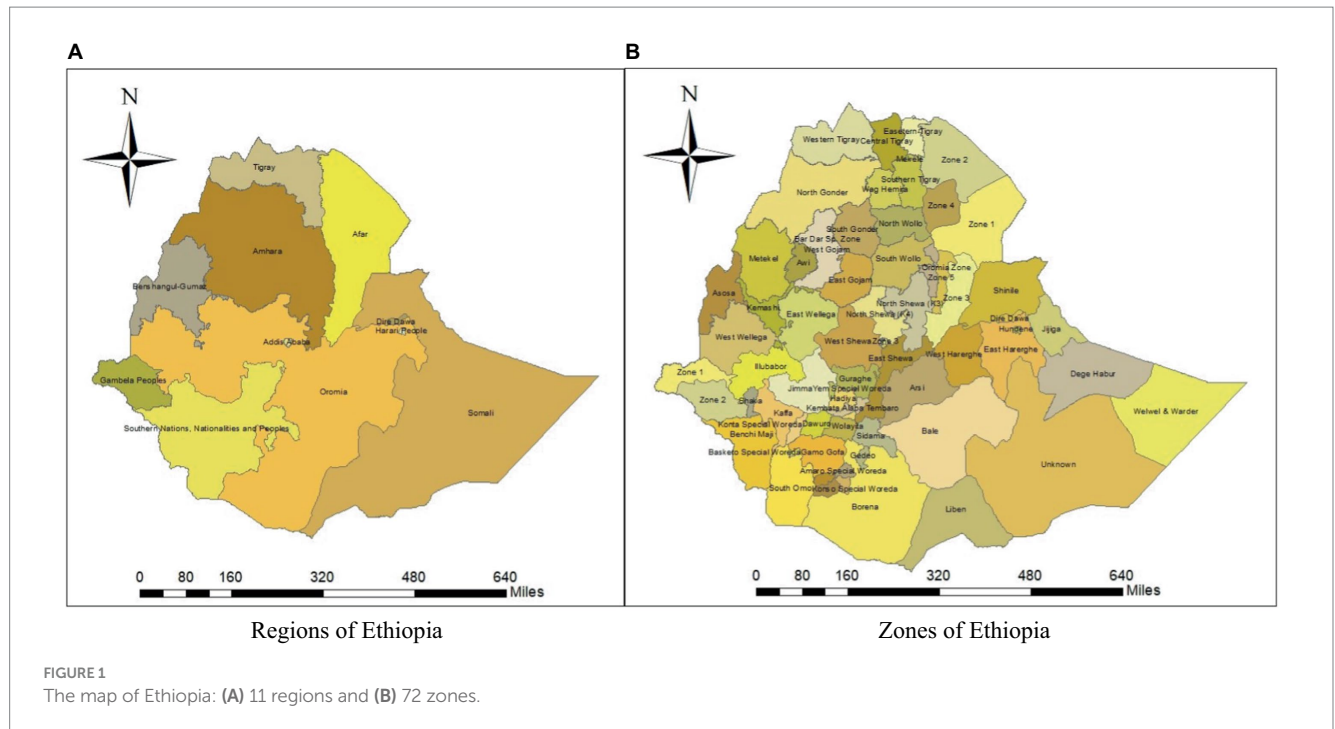 A
N
Tigray
Afar
Amhara
Benshangul-Gumaz
Dire Dawa
Harari People
Addis Ababa
Gambela Peoples
Oromia
Somali
Southern Nations, Nationalities and Peoples
0 80 160 320 480 640
Miles
Regions of Ethiopia
B
N
Western Tigray
Central Tigray
Easetern-Tigray
Mekele
Zone 2
Southern Tigray
Wag Hemira
North Gonder
Zone 4
Zone 1
North Wollo
South Gonder
Bar Dar Sp. Zone
West Gojam
Metekel
Awi
South Wollo
Oromia Zone
Zone 5
East Gojam
Zone 3
Shinile
Asosa
Kamashi
East Wellega
North Shewa (K3)
North Shewa (K4)
Dire Dawa
Hundene
Jijiga
West Wellega
West Shewa
Zone 3
East Shewa
West Harerghe
East Harerghe
Dege Habur
Zone 1
Illubabor
Arsi
Zone 2
Shaka
Jimma
Yem Special Woreda
Guraghe
Hadiya
Kembata Alapa Tembaro
Kaffa
Welwel & Warder
Konta Special Woreda
Dawuro
Wolayita
Sidama
Bale
Benchi Maji
Basketo Special Woreda
Gamo Gofa
Gedeo
Unknown
Amaro Special Woreda
South Omo
Konso Special Woreda
Borena
Liben
0 80 160 320 480 640
Miles
Zones of Ethiopia
FIGURE 1
The map of Ethiopia: (A) 11 regions and (B) 72 zones.